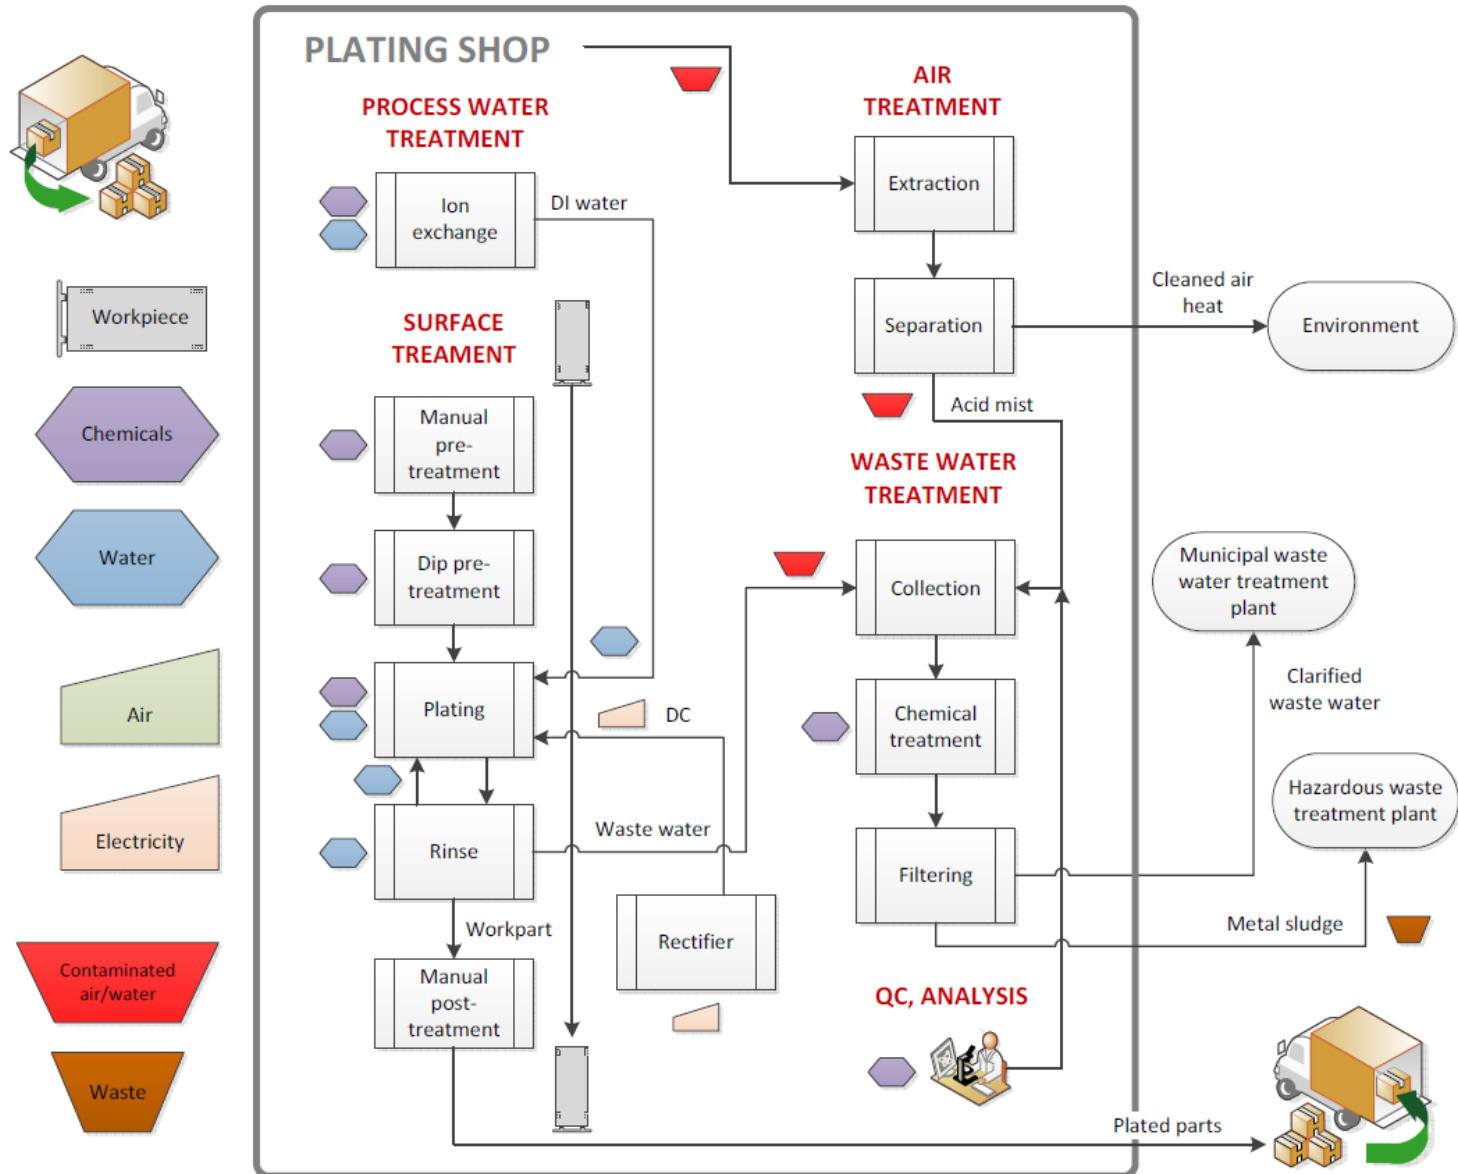 PLATING SHOP
PROCESS WATER
TREATMENT
Ion
exchange
DI water
SURFACE
TREAMENT
Manual
pre-
treatment
Dip pre-
treatment
Plating
DC
Rinse
Waste water
Workpart
Rectifier
Manual
post-
treatment
AIR
TREATMENT
Extraction
Separation
Cleaned air
heat
Environment
Acid mist
WASTE WATER
TREATMENT
Collection
Chemical
treatment
Filtering
Municipal waste
water treatment
plant
Clarified
waste water
Hazardous waste
treatment plant
Metal sludge
QC, ANALYSIS
Plated parts
Workpiece
Chemicals
Water
Air
Electricity
Contaminated
air/water
Waste